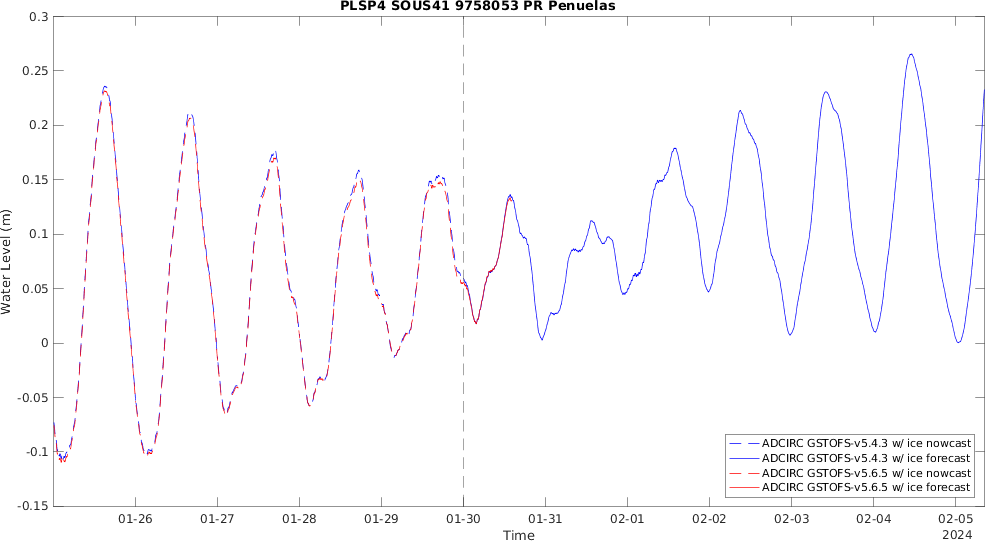 PLSP4 SOUS41 9758053 PR Penuelas
Water Level (m)
0.3
0.25
0.2
0.15
0.1
0.05
0
-0.05
-0.1
-0.15
ADCIRC GSTOFS-v5.4.3 w/ ice nowcast
ADCIRC GSTOFS-v5.4.3 w/ ice forecast
ADCIRC GSTOFS-v5.6.5 w/ ice nowcast
ADCIRC GSTOFS-v5.6.5 w/ ice forecast
01-26 01-27 01-28 01-29 01-30 01-31 02-01 02-02 02-03 02-04 02-05
Time 2024